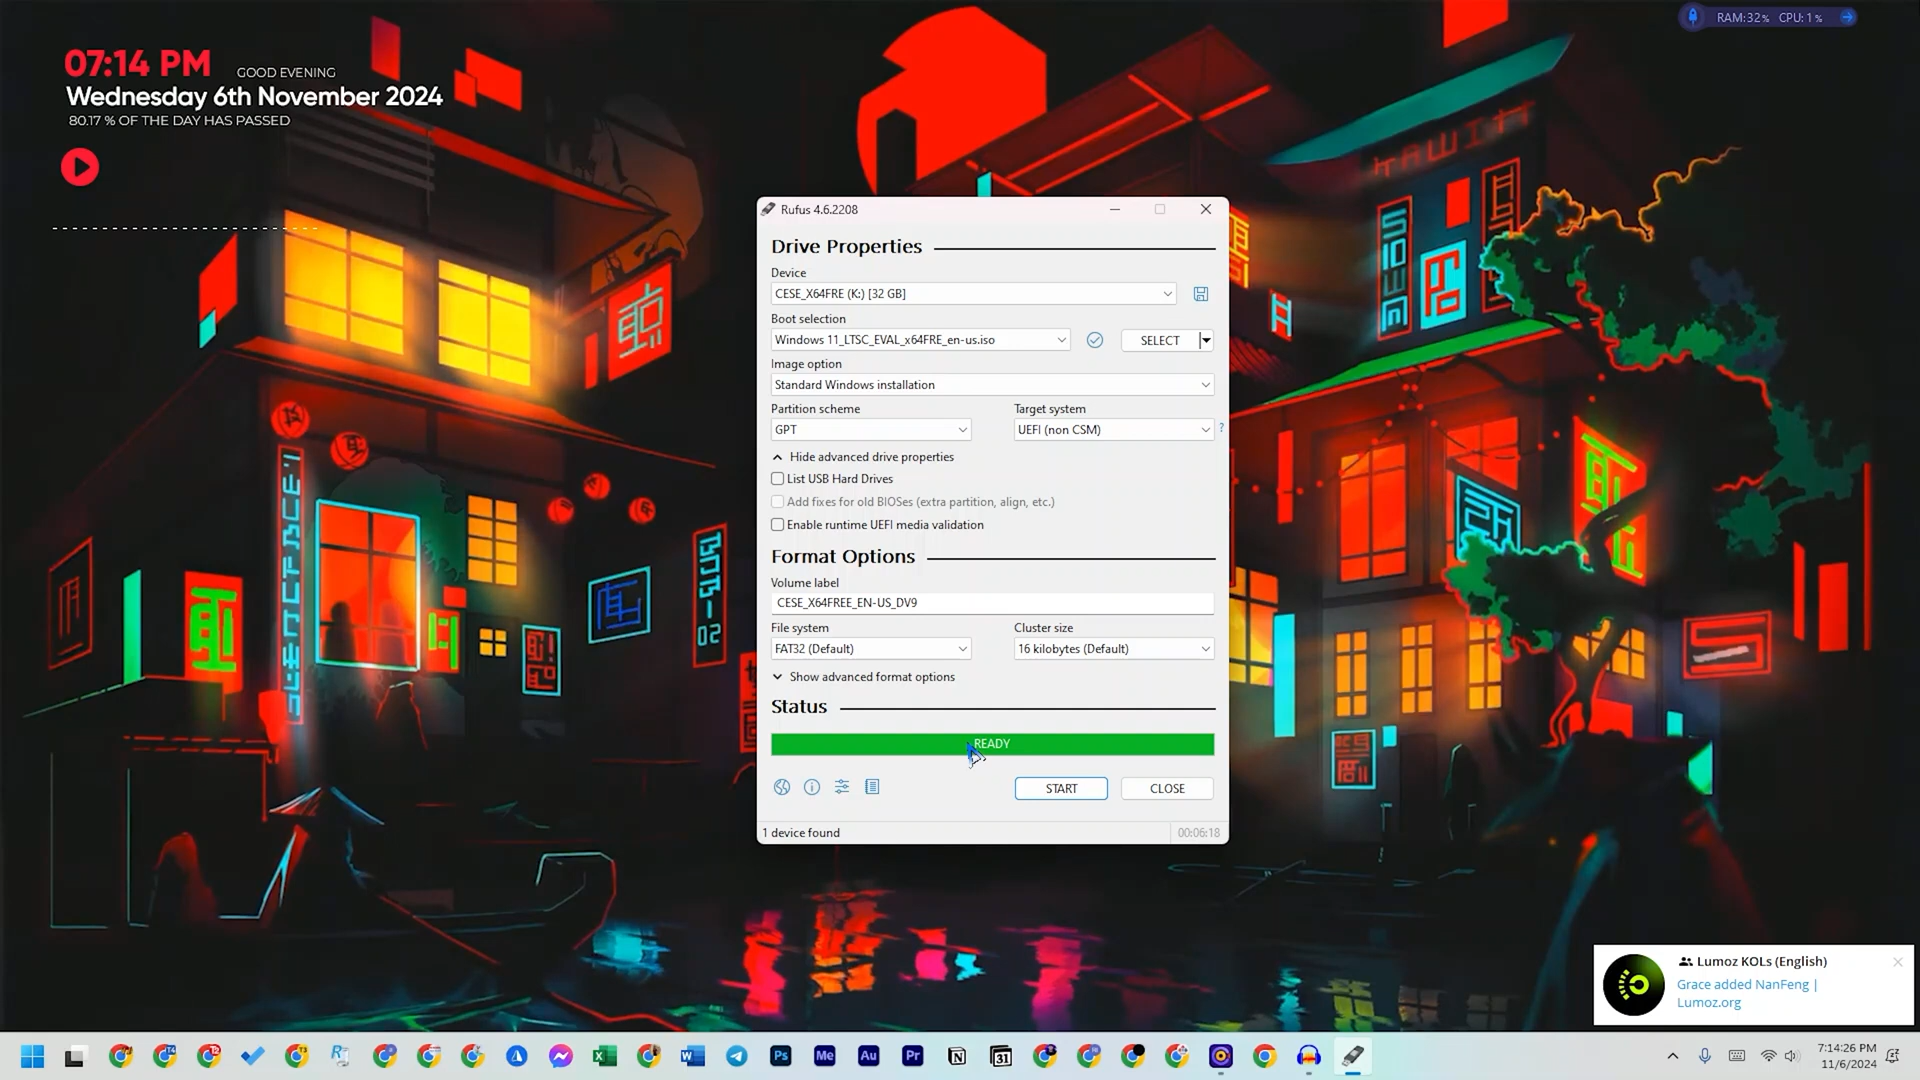 RAM:32% CPU: 1%
07:14 PM GOOD EVENING
Wednesday 6th November 2024
80.17 % OF THE DAY HAS PASSED
KAWIN
Rufus 4.6.2208
Drive Properties
Device
CESE_X64FRE (K:) [32 GB]
Boot selection
Windows 11_LTSC_EVAL_x64FRE_en-us.iso
SELECT
Image option
Standard Windows installation
Partition scheme
Target system
GPT
UEFI (non CSM)
?
Hide advanced drive properties
List USB Hard Drives
Add fixes for old BIOSes (extra partition, align, etc.)
Enable runtime UEFI media validation
Format Options
Volume label
CESE_X64FREE_EN-US_DV9
File system
Cluster size
FAT32 (Default)
16 kilobytes (Default)
Show advanced format options
Status
READY
START
CLOSE
1 device found
00:06:18
Lumoz KOLs (English)
Grace added NanFeng |
Lumoz.org
Ps
Me
Au
Pr
31
7:14:26 PM
11/6/2024